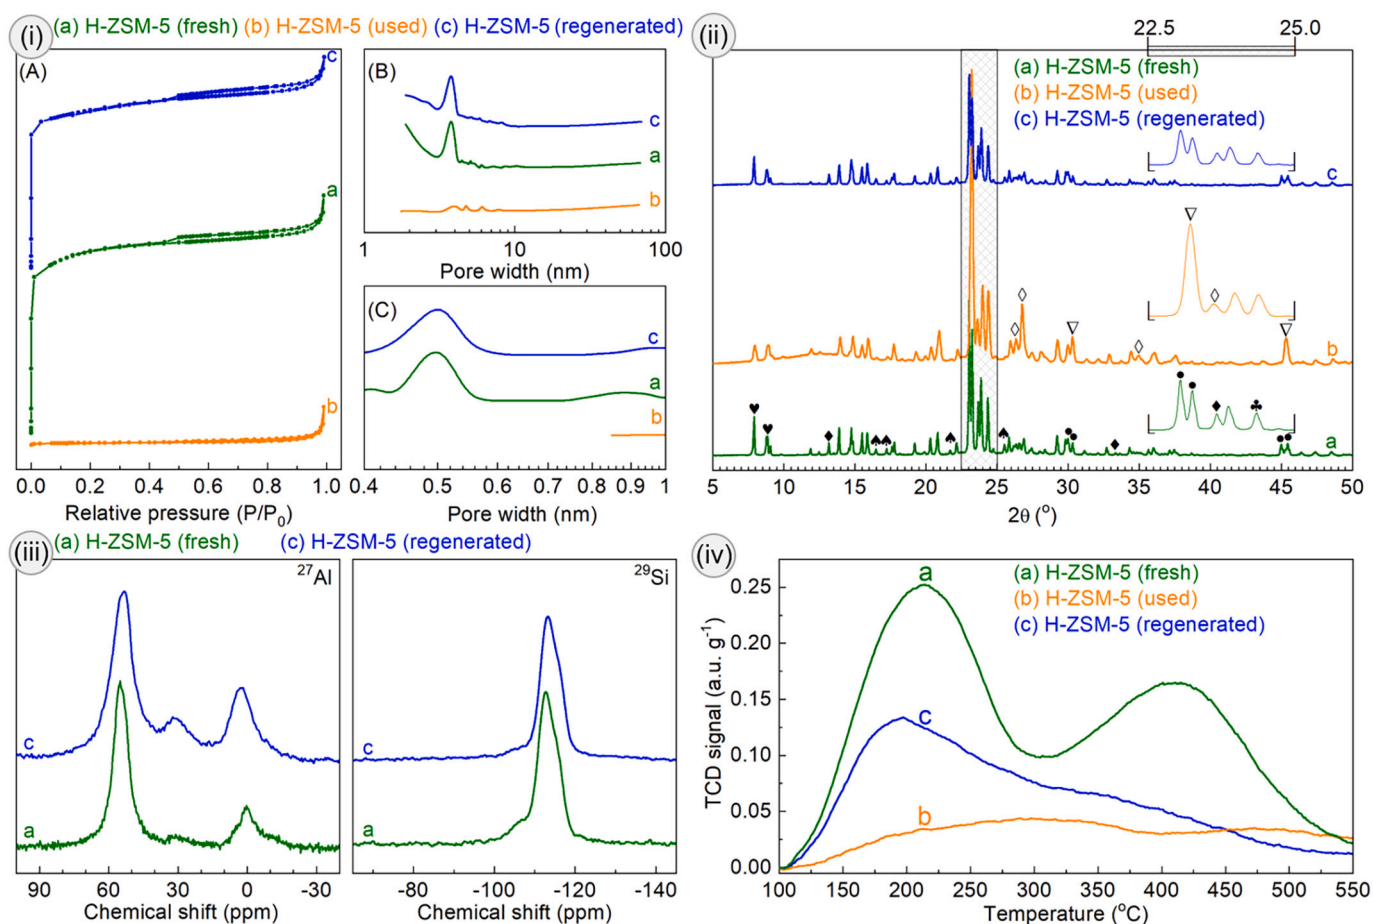 (i) (a) H-ZSM-5 (fresh) (b) H-ZSM-5 (used) (c) H-ZSM-5 (regenerated)
(A)
c
a
b
0.0 0.2 0.4 0.6 0.8 1.0
Relative pressure (P/P₀)
(B)
c
a
b
1 10 100
Pore width (nm)
(C)
c
a
b
0.4 0.5 0.6 0.7 0.8 0.9 1
Pore width (nm)
(ii)
22.5 25.0
(a) H-ZSM-5 (fresh)
(b) H-ZSM-5 (used)
(c) H-ZSM-5 (regenerated)
c
b
a
5 10 15 20 25 30 35 40 45 50
2θ (°)
(iii) (a) H-ZSM-5 (fresh) (c) H-ZSM-5 (regenerated)
²⁷Al
c
a
90 60 30 0 -30
Chemical shift (ppm)
²⁹Si
c
a
-80 -100 -120 -140
Chemical shift (ppm)
(iv)
(a) H-ZSM-5 (fresh)
(b) H-ZSM-5 (used)
(c) H-ZSM-5 (regenerated)
a
c
b
TCD signal (a.u. g⁻¹)
0.25
0.20
0.15
0.10
0.05
0.00
100 150 200 250 300 350 400 450 500 550
Temperature (°C)